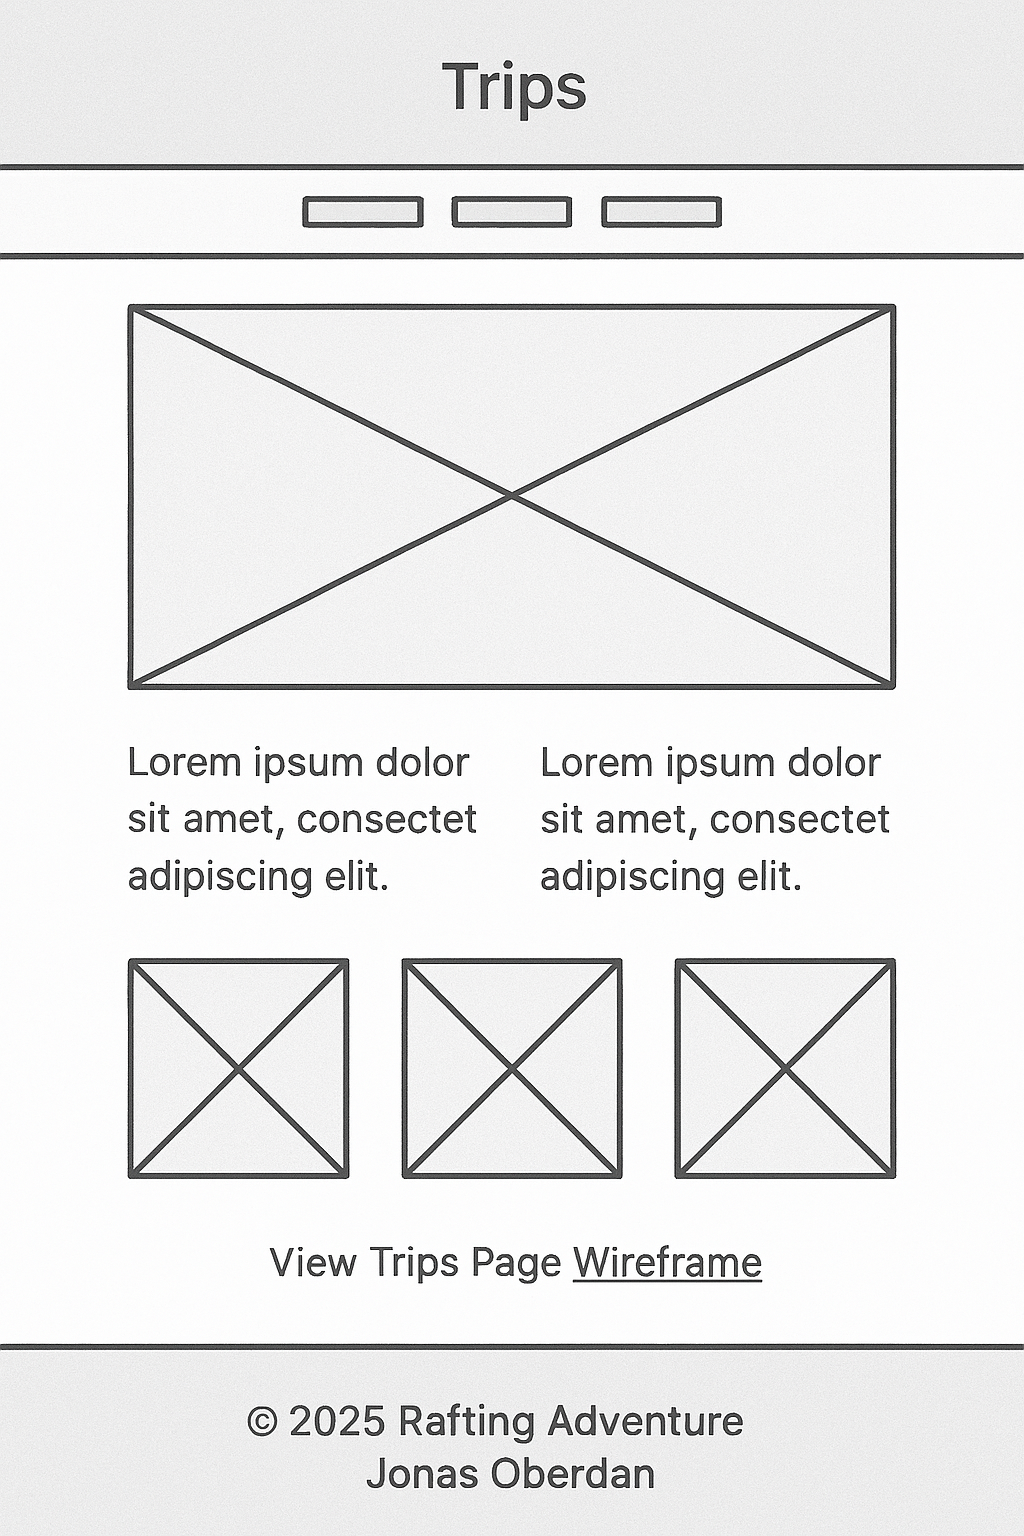 Trips
Lorem ipsum dolor
sit amet, consectet
adipiscing elit.
Lorem ipsum dolor
sit amet, consectet
adipiscing elit.
View Trips Page Wireframe
© 2025 Rafting Adventure
Jonas Oberdan